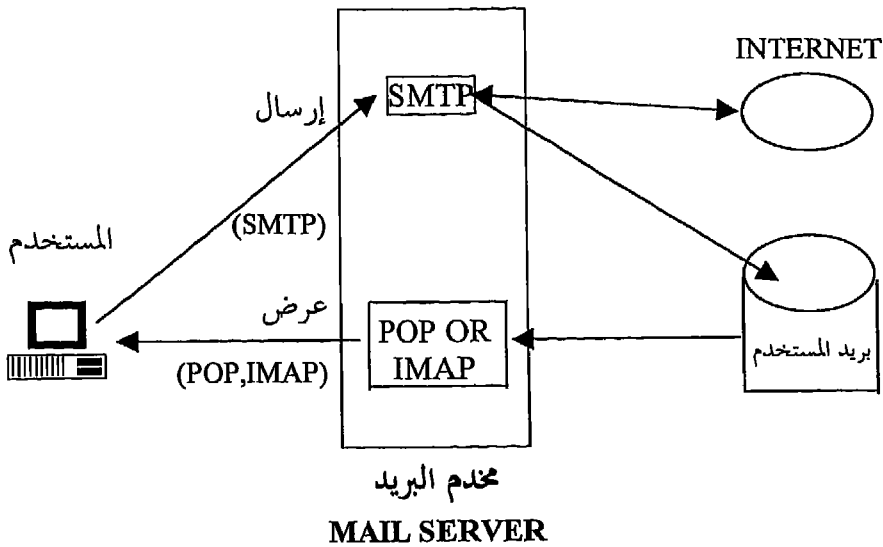 INTERNET
SMTP
إرسال
(SMTP)
المستخدم
عرض
(POP,IMAP)
POP OR
IMAP
بريد المستخدم
مخدم البريد
MAIL SERVER